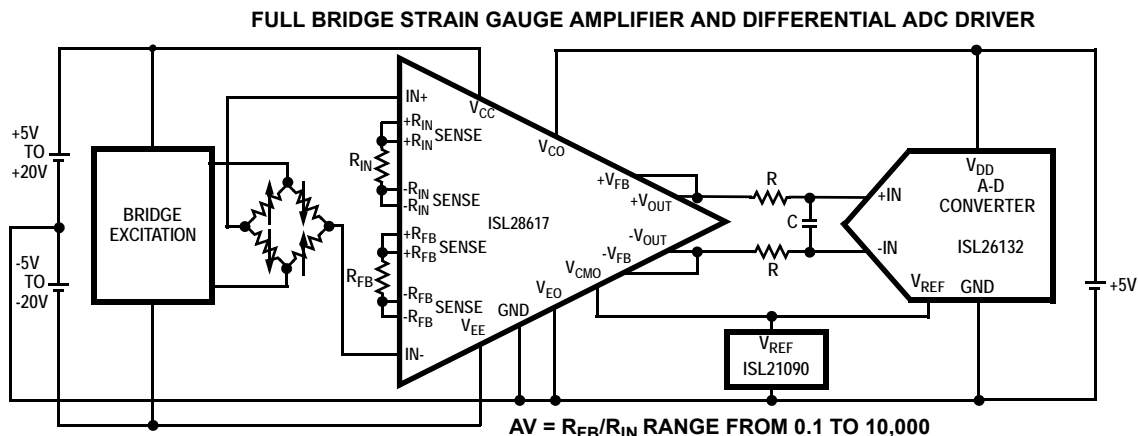 FULL BRIDGE STRAIN GAUGE AMPLIFIER AND DIFFERENTIAL ADC DRIVER
+5V
TO
+20V
-5V
TO
-20V
BRIDGE
EXCITATION
IN+
+RIN SENSE
+RIN
RIN
-RIN SENSE
-RIN
+RFB SENSE
+RFB
RFB
-RFB SENSE
-RFB
IN-
VCC
VCO
ISL28617
+VFB
+VOUT
-VOUT
-VFB
VCMO
VEO
GND
VEE
R
C
R
+IN
-IN
VDD
A-D
CONVERTER
ISL26132
VREF
GND
+5V
VREF
ISL21090
AV = RFB/RIN RANGE FROM 0.1 TO 10,000